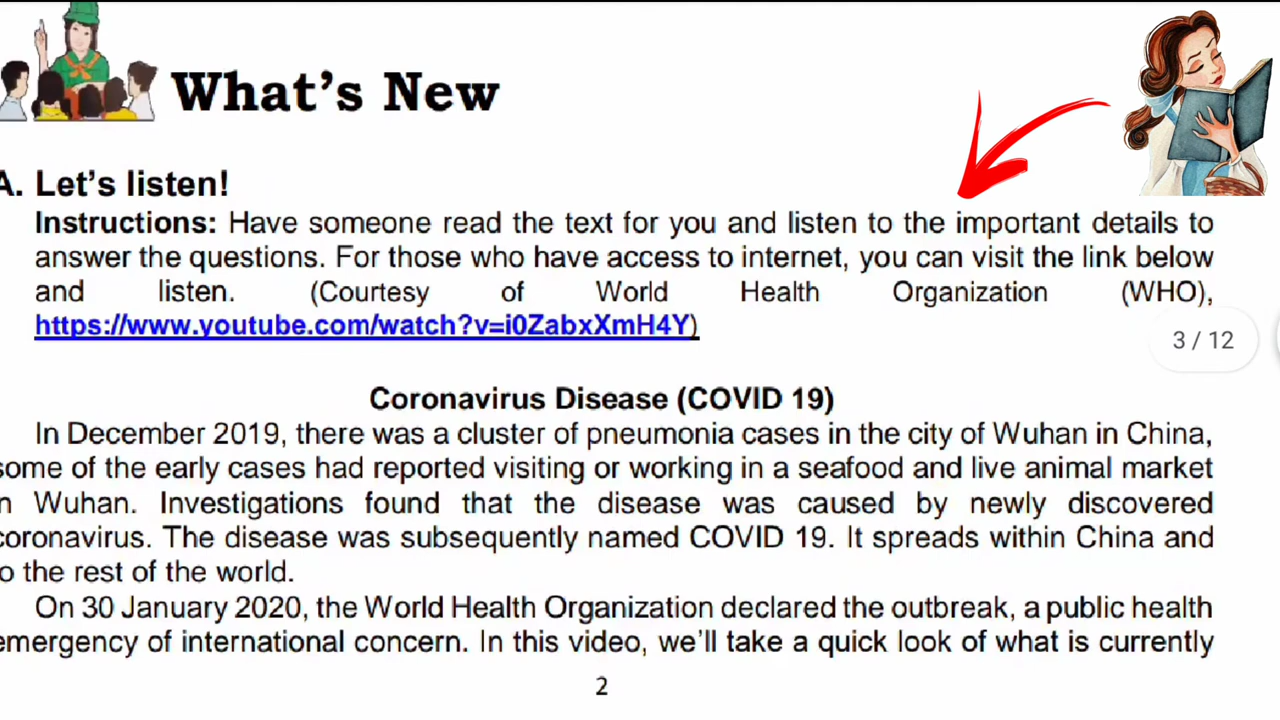 What's New
A. Let's listen!
Instructions: Have someone read the text for you and listen to the important details to
answer the questions. For those who have access to internet, you can visit the link below
and listen. (Courtesy of World Health Organization (WHO),
https://www.youtube.com/watch?v=i0ZabxXmH4Y)
3 / 12
Coronavirus Disease (COVID 19)
In December 2019, there was a cluster of pneumonia cases in the city of Wuhan in China,
some of the early cases had reported visiting or working in a seafood and live animal market
n Wuhan. Investigations found that the disease was caused by newly discovered
coronavirus. The disease was subsequently named COVID 19. It spreads within China and
o the rest of the world.
On 30 January 2020, the World Health Organization declared the outbreak, a public health
emergency of international concern. In this video, we'll take a quick look of what is currently
2